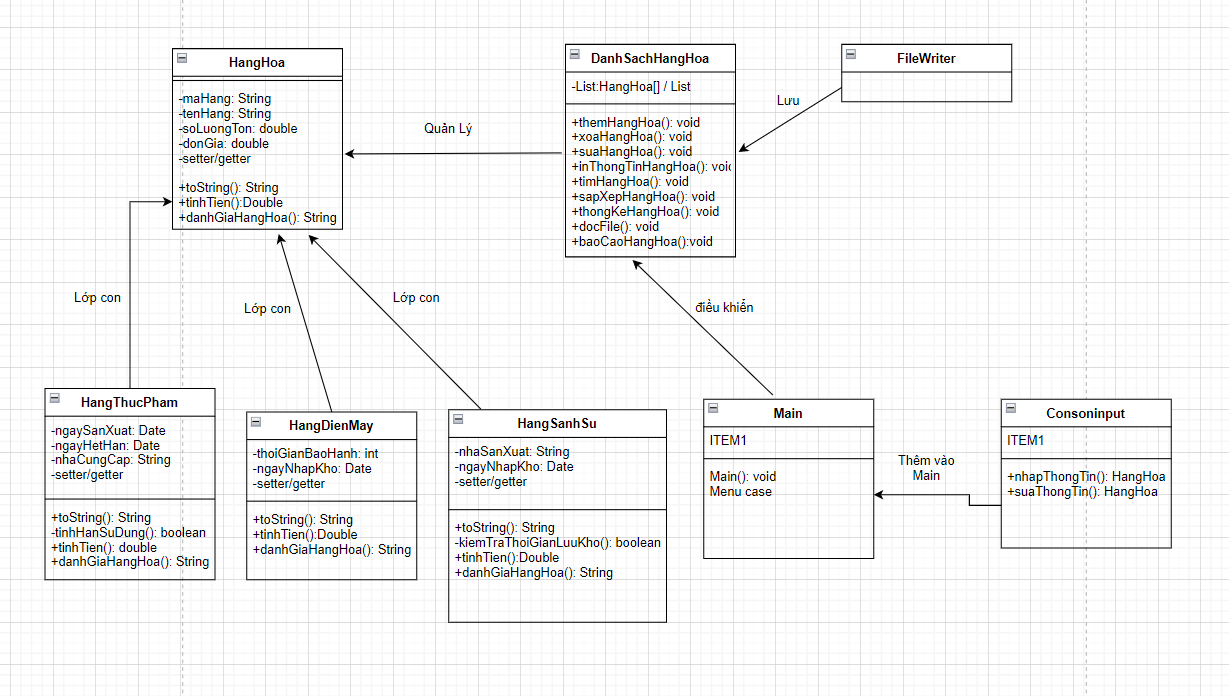 HangHoa
-maHang: String
-tenHang: String
-soLuongTon: double
-donGia: double
-setter/getter
+toString(): String
+tinhTien():Double
+danhGiaHangHoa(): String
Quản Lý
DanhSachHangHoa
-List:HangHoa[] / List
+themHangHoa(): void
+xoaHangHoa(): void
+suaHangHoa(): void
+inThongTinHangHoa(): voi
+timHangHoa(): void
+sapXepHangHoa(): void
+thongKeHangHoa(): void
+docFile(): void
+baoCaoHangHoa():void
Lưu
FileWriter
Lớp con
Lớp con
Lớp con
điều khiển
HangThucPham
-ngaySanXuat: Date
-ngayHetHan: Date
-nhaCungCap: String
-setter/getter
+toString(): String
-tinhHanSuDung(): boolean
+tinhTien(): double
+danhGiaHangHoa(): String
HangDienMay
-thoiGianBaoHanh: int
-ngayNhapKho: Date
-setter/getter
+toString(): String
+tinhTien():Double
+danhGiaHangHoa(): String
HangSanhSu
-nhaSanXuat: String
-ngayNhapKho: Date
-setter/getter
+toString(): String
-kiemTraThoiGianLuuKho(): boolean
+tinhTien():Double
+danhGiaHangHoa(): String
Main
ITEM1
Main(): void
Menu case
Thêm vào
Main
Consoninput
ITEM1
+nhapThongTin(): HangHoa
+suaThongTin(): HangHoa